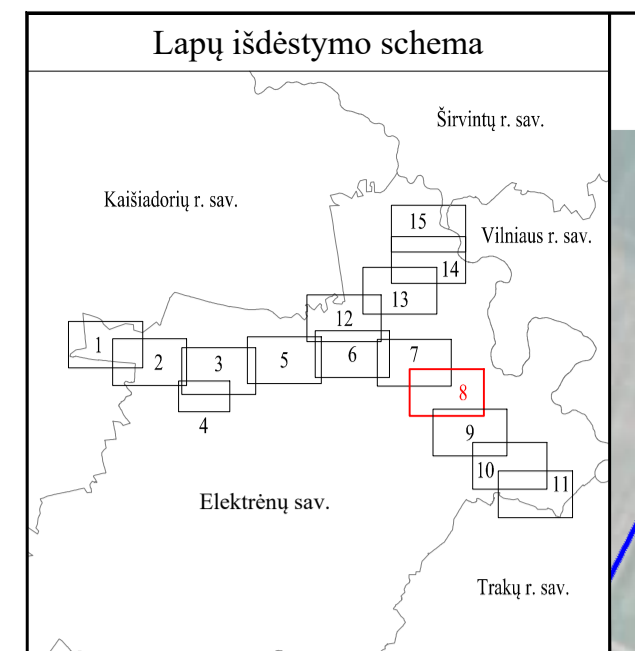 Lapų išdėstymo schema
Širvintų r. sav.
Kaišiadorių r. sav.
15
Vilniaus r. sav.
14
13
12
1
2
3
5
6
7
8
4
9
10
11
Elektrėnų sav.
Trakų r. sav.